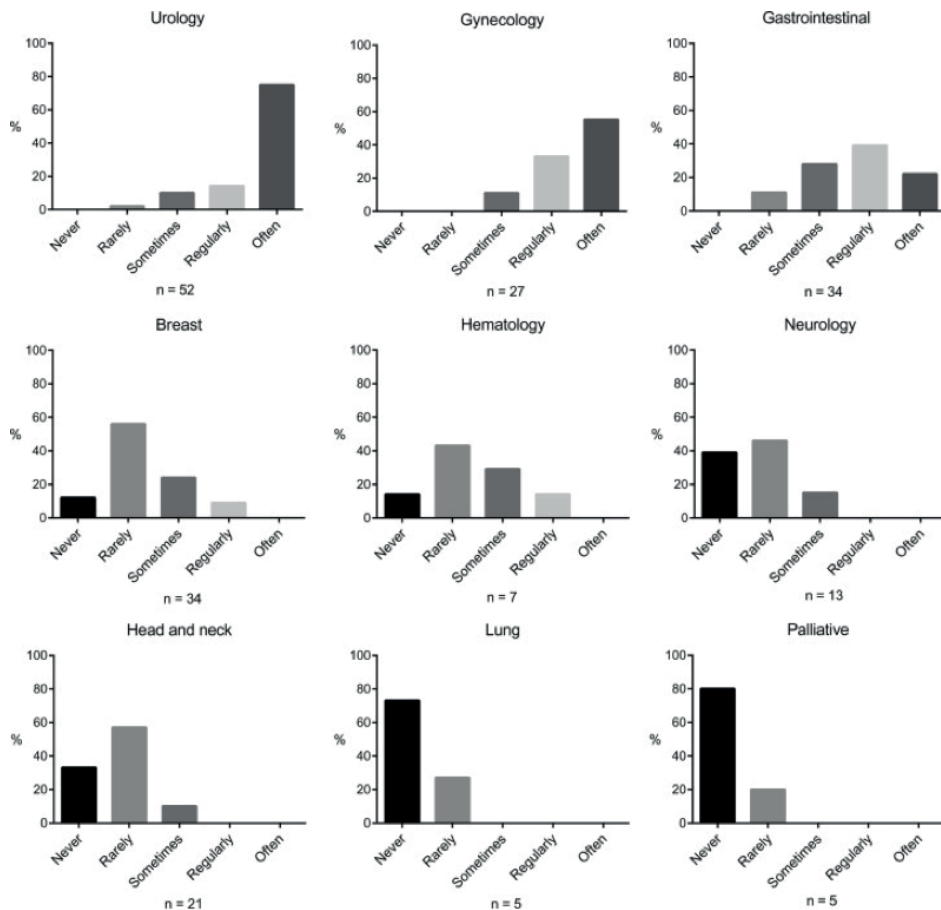 Urology
Gynecology
Gastrointestinal
100
80
60
40
20
0
%
Never
Rarely
Sometimes
Regularly
Often
n = 52
100
80
60
40
20
0
%
Never
Rarely
Sometimes
Regularly
Often
n = 27
100
80
60
40
20
0
%
Never
Rarely
Sometimes
Regularly
Often
n = 34
Breast
Hematology
Neurology
100
80
60
40
20
0
%
Never
Rarely
Sometimes
Regularly
Often
n = 34
100
80
60
40
20
0
%
Never
Rarely
Sometimes
Regularly
Often
n = 7
100
80
60
40
20
0
%
Never
Rarely
Sometimes
Regularly
Often
n = 13
Head and neck
Lung
Palliative
100
80
60
40
20
0
%
Never
Rarely
Sometimes
Regularly
Often
n = 21
100
80
60
40
20
0
%
Never
Rarely
Sometimes
Regularly
Often
n = 5
100
80
60
40
20
0
%
Never
Rarely
Sometimes
Regularly
Often
n = 5